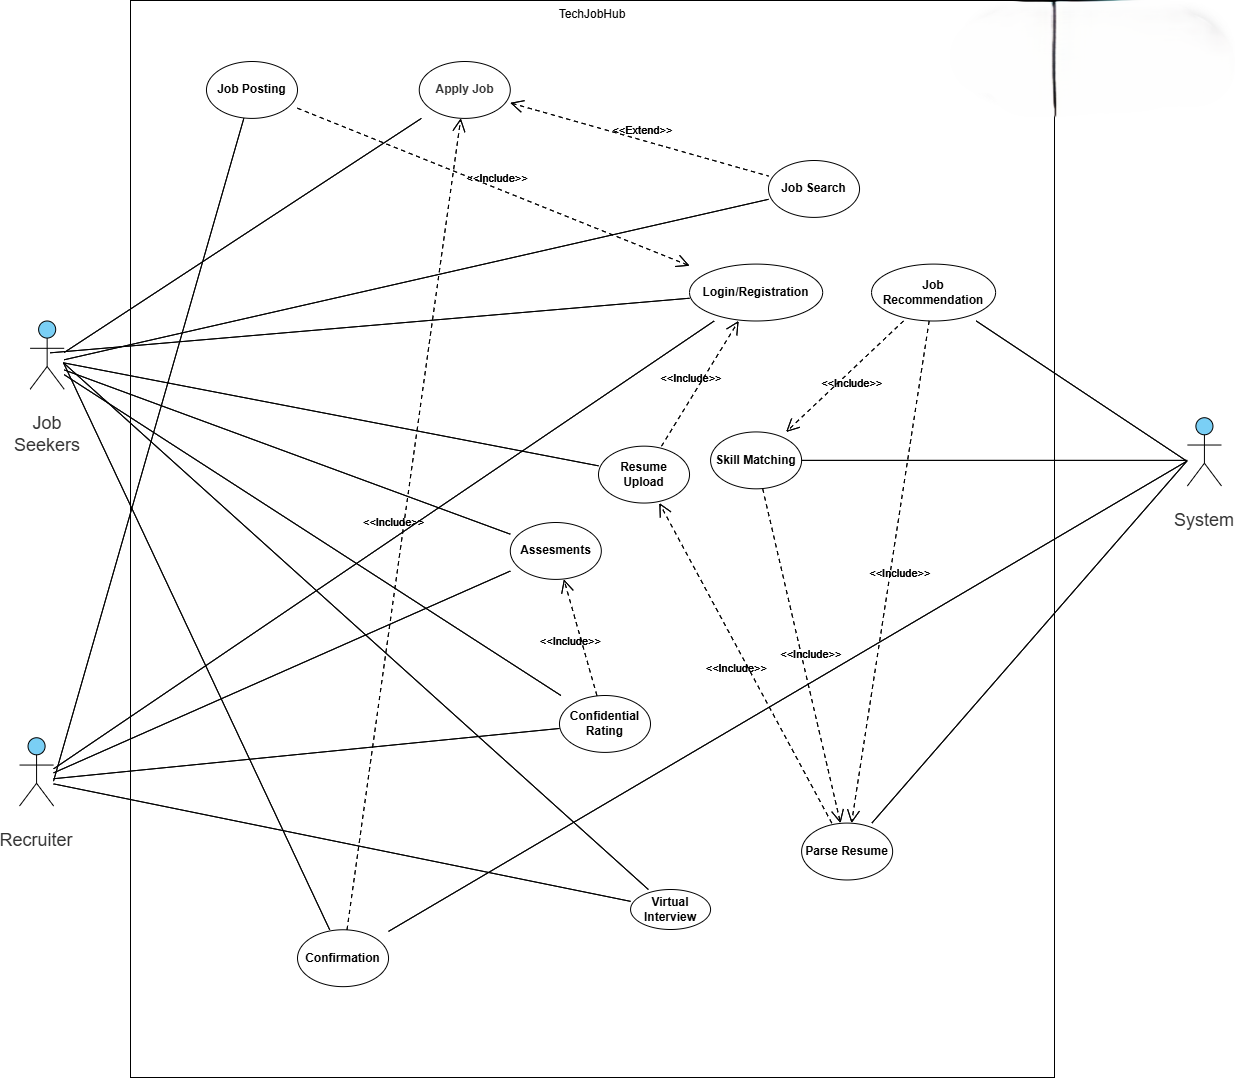 TechJobHub
Job Posting
Apply Job
<<Extend>>
<<Include>>
Job Search
Login/Registration
Job
Recommendation
<<Include>>
<<Include>>
Job
Seekers
Resume
Upload
Skill Matching
System
<<Include>>
Assesments
<<Include>>
<<Include>>
<<Include>>
<<Include>>
Confidential
Rating
Recruiter
Parse Resume
Virtual
Interview
Confirmation